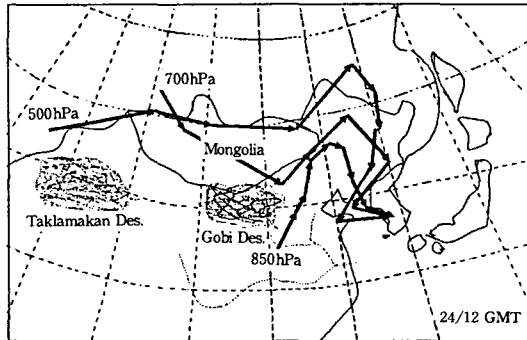 700hPa
500hPa
Mongolia
Taklamakan Des.
Gobi Des.
850hPa
24/12 GMT